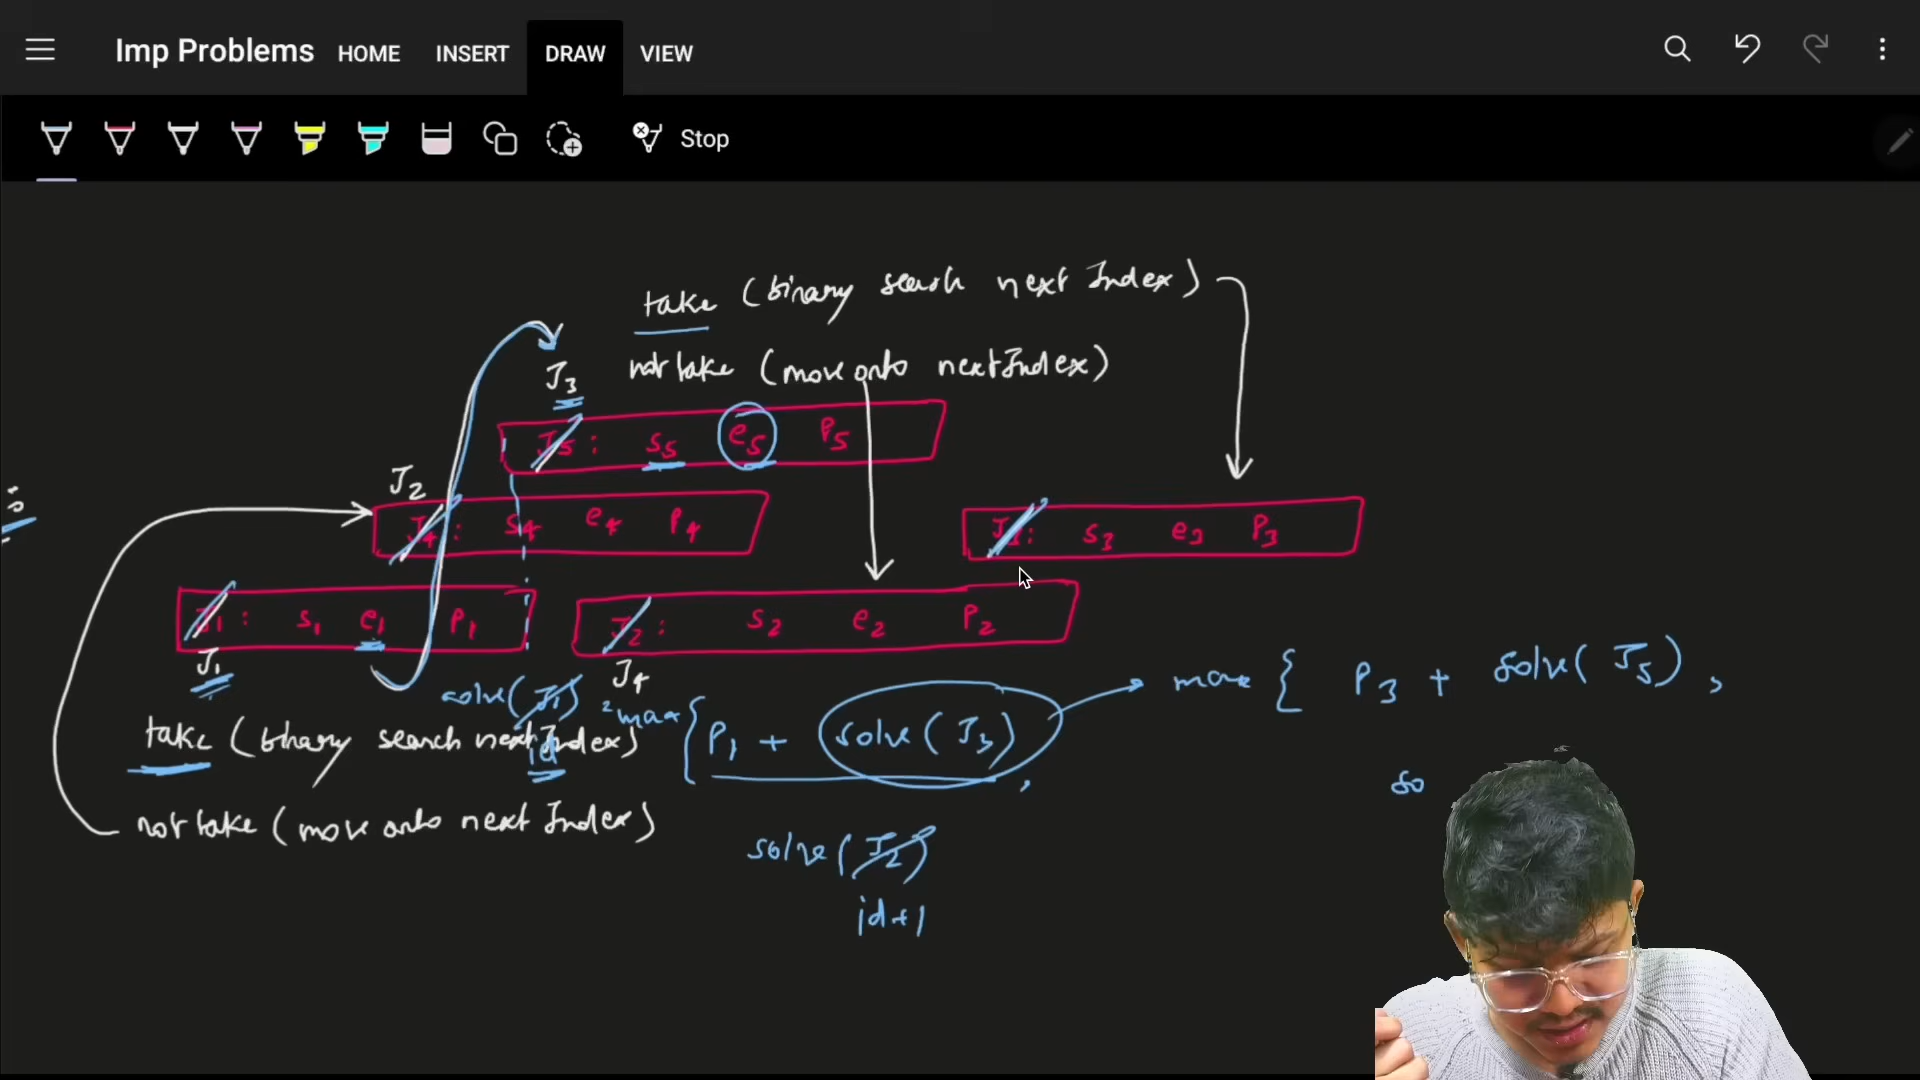 Imp Problems HOME INSERT DRAW VIEW
Stop
take (binary search next Index)
not take (move onto nextIndex)
J3
J5: s5 e5 P5
J2
J4: s4 e4 P4
J3: s3 e3 P3
J1: s1 e1 P1
J2: s2 e2 P2
J1
J4
solve(J1) = max { P1 + solve(J3) ,
id
max { P3 + solve(J5) ,
so
take (binary search next Index)
not take (move onto next Index)
solve(J2)
id+1